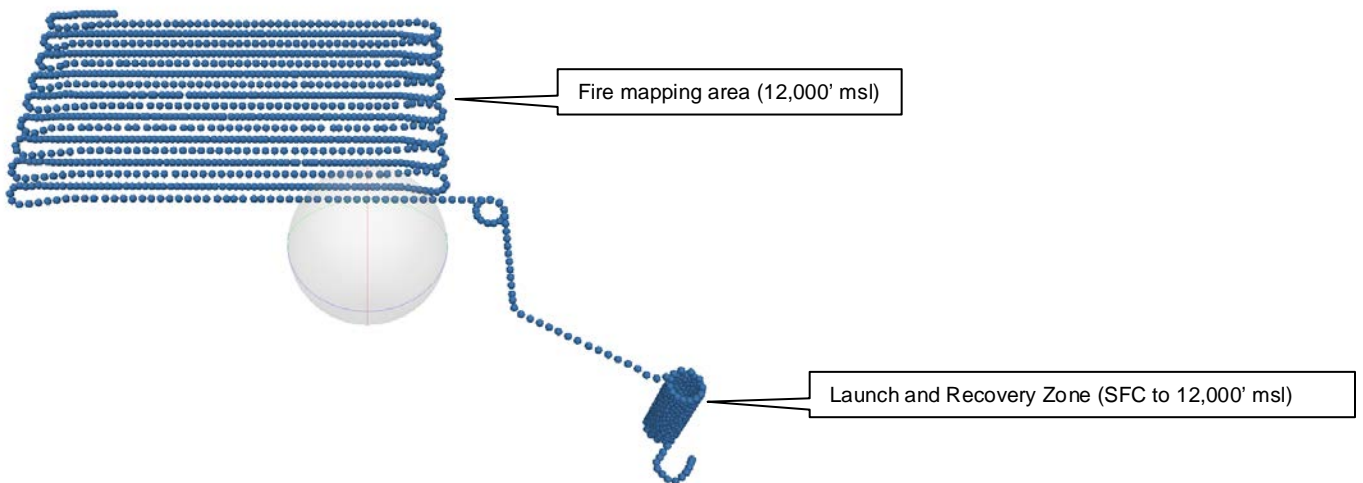 Fire mapping area (12,000’ msl)
Launch and Recovery Zone (SFC to 12,000’ msl)